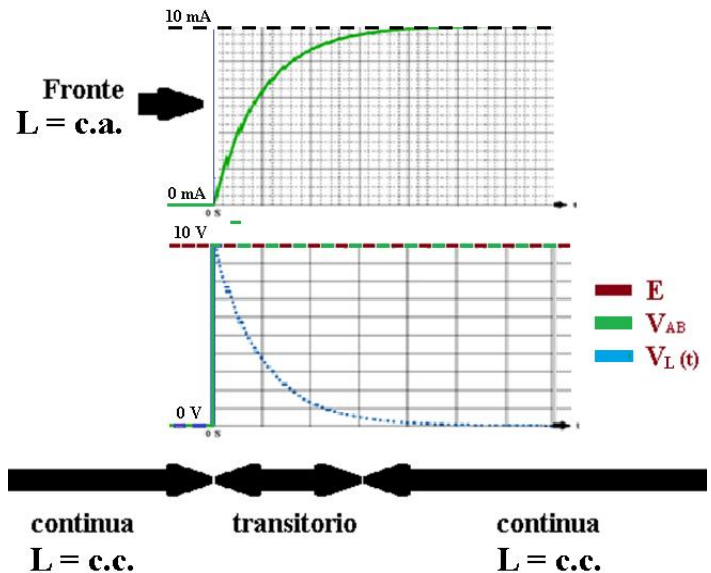 10 mA
Fronte
L = c.a.
0 mA
0 s
t
10 V
E
VAB
VL (t)
0 V
0 s
t
continua
transitorio
continua
L = c.c.
L = c.c.